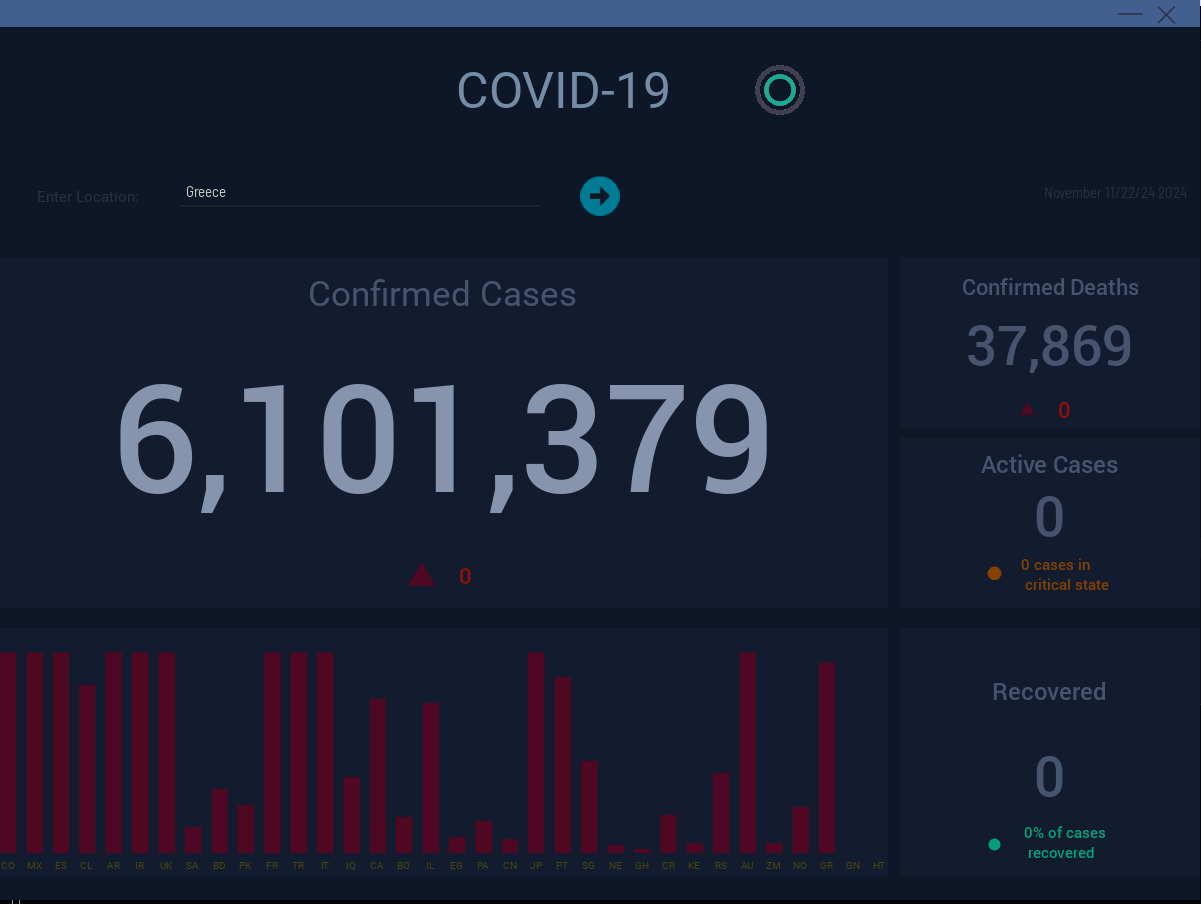 COVID-19
Enter Location: Greece
November 11/22/24 2024
Confirmed Cases
6,101,379
0
Confirmed Deaths
37,869
0
Active Cases
0
0 cases in
critical state
Recovered
0
0% of cases
recovered
CO MX ES CL AR IR UK SA BD PK FR TR IT IQ CA BO IL EG PA CN JP PT SG NE GH CR KE RS AU ZM NO GR GN HT